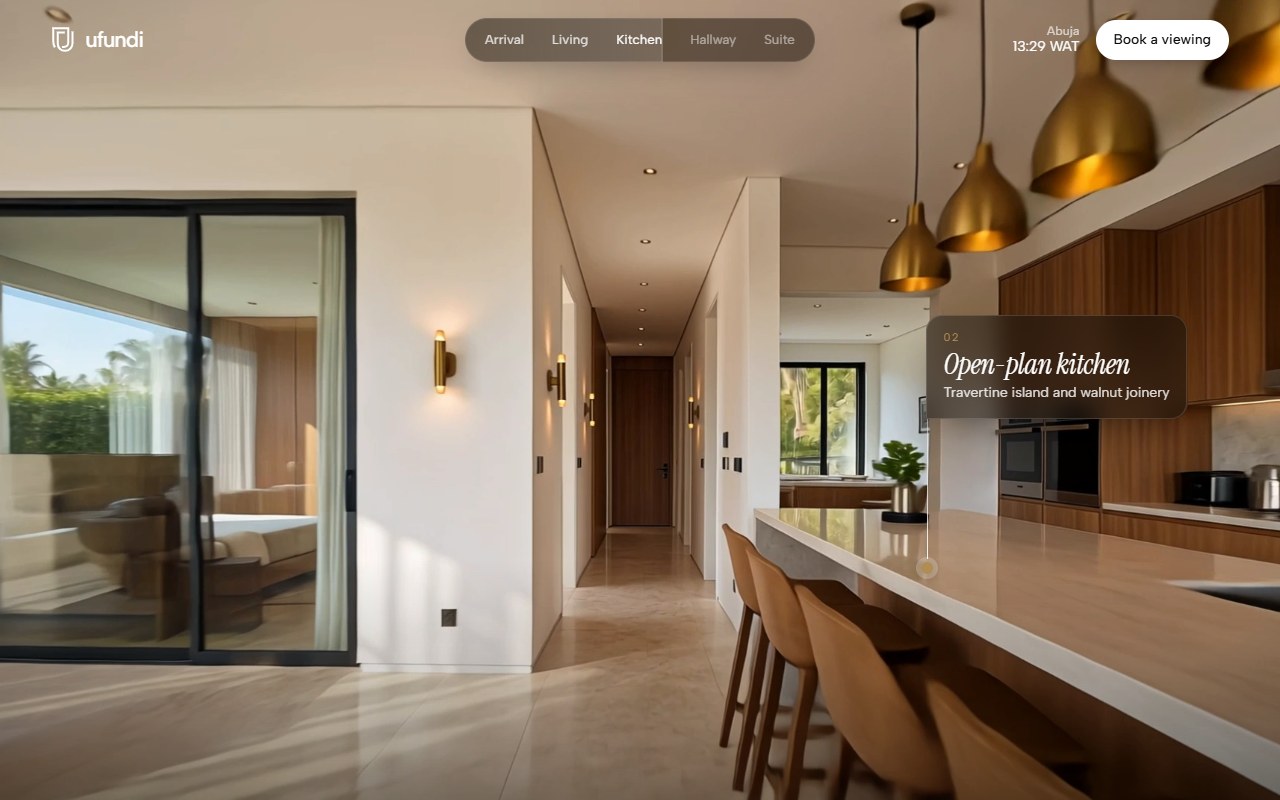 ufundi
Arrival Living Kitchen Hallway Suite
Abuja
13:29 WAT
Book a viewing
02
Open-plan kitchen
Travertine island and walnut joinery